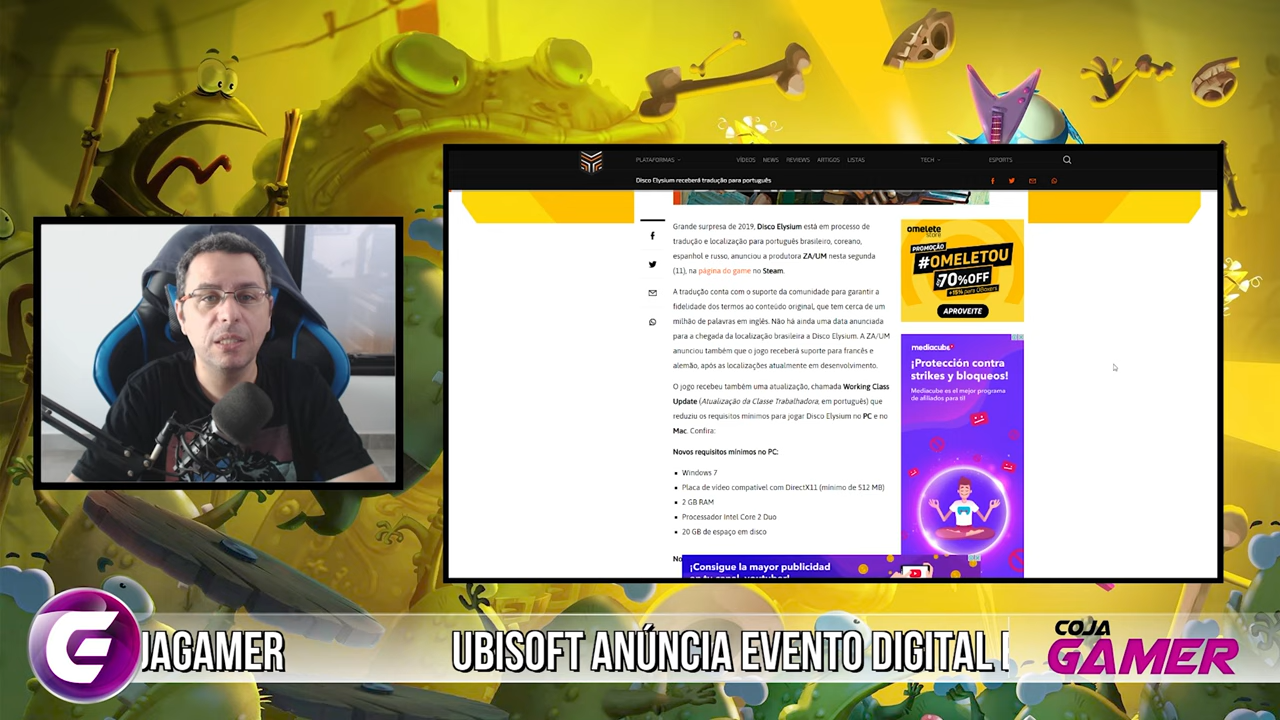 PLATAFORMAS
VÍDEOS NEWS REVIEWS ARTIGOS LISTAS
TECH
ESPORTS
Disco Elysium receberá tradução para português
Grande surpresa de 2019, Disco Elysium está em processo de
tradução e localização para português brasileiro, coreano,
espanhol e russo, anunciou a produtora ZA/UM nesta segunda
(11), na página do game no Steam.
A tradução conta com o suporte da comunidade para garantir a
fidelidade dos termos ao conteúdo original, que tem cerca de um
milhão de palavras em inglês. Não há ainda uma data anunciada
para a chegada da localização brasileira a Disco Elysium. A ZA/UM
anunciou também que o jogo receberá suporte para francês e
alemão, após as localizações atualmente em desenvolvimento.
O jogo recebeu também uma atualização, chamada Working Class
Update (Atualização da Classe Trabalhadora, em português) que
reduziu os requisitos mínimos para jogar Disco Elysium no PC e no
Mac. Confira:
Novos requisitos mínimos no PC:
Windows 7
Placa de vídeo compatível com DirectX11 (mínimo de 512 MB)
2 GB RAM
Processador Intel Core 2 Duo
20 GB de espaço em disco
No
omelete
store
PROMOÇÃO
#OMELETOU
70%OFF
+15% para OBoxers
APROVEITE
mediacube
¡Protección contra
strikes y bloqueos!
Mediacube es el mejor programa
de afiliados para ti!
¡Consigue la mayor publicidad
en tu canal, youtuber!
JAGAMER
UBISOFT ANÚNCIA EVENTO DIGITAL
COJA
GAMER